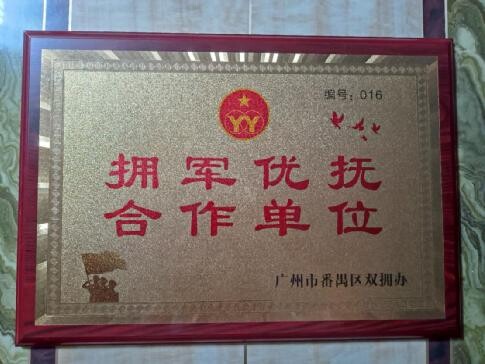 编号：016
YY
拥军优抚
合作单位
广州市番禺区双拥办